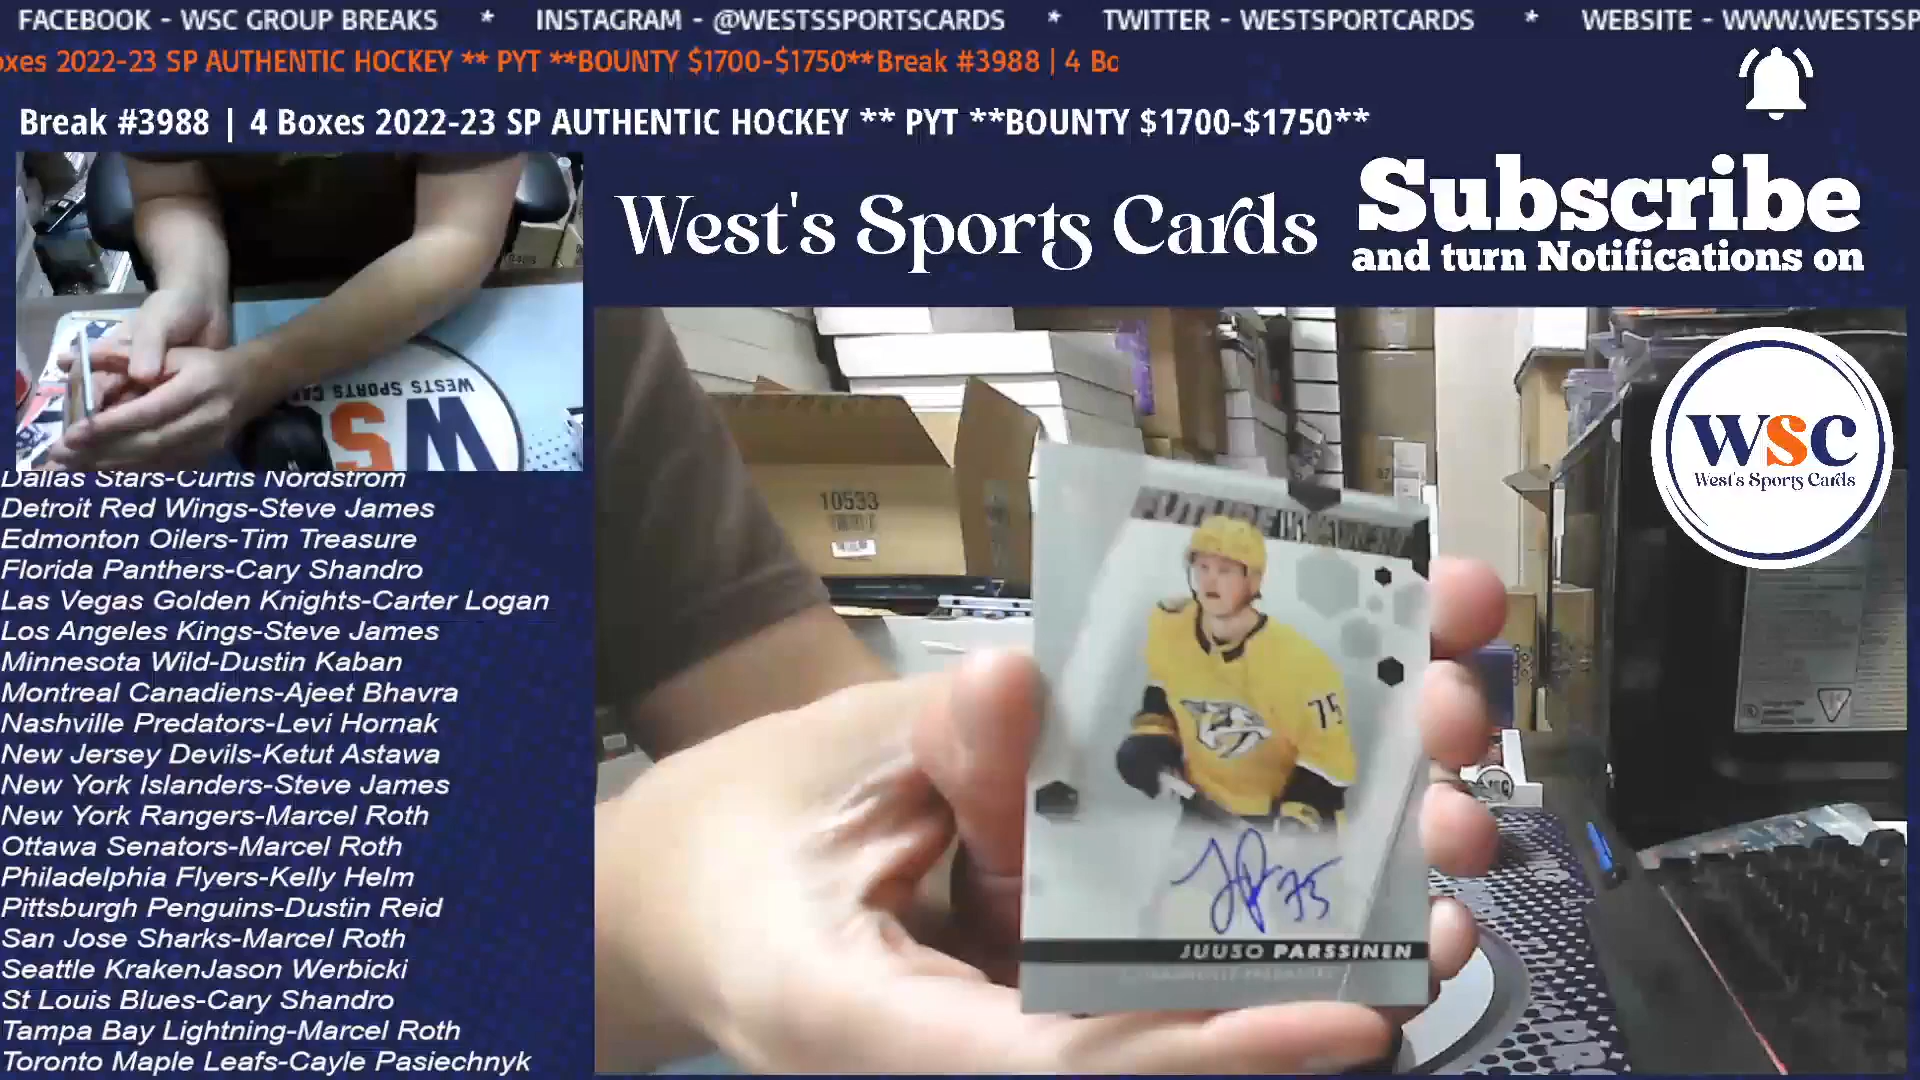 FACEBOOK - WSC GROUP BREAKS * INSTAGRAM - @WESTSSPORTSCARDS * TWITTER - WESTSPORTCARDS * WEBSITE - WWW.WESTSSP
oxes 2022-23 SP AUTHENTIC HOCKEY ** PYT **BOUNTY $1700-$1750**Break #3988 | 4 Bo
Break #3988 | 4 Boxes 2022-23 SP AUTHENTIC HOCKEY ** PYT **BOUNTY $1700-$1750**
West's Sports Cards
Subscribe
and turn Notifications on
WESTS SPORTS CA
WS
Dallas Stars-Curtis Nordstrom
Detroit Red Wings-Steve James
Edmonton Oilers-Tim Treasure
Florida Panthers-Cary Shandro
Las Vegas Golden Knights-Carter Logan
Los Angeles Kings-Steve James
Minnesota Wild-Dustin Kaban
Montreal Canadiens-Ajeet Bhavra
Nashville Predators-Levi Hornak
New Jersey Devils-Ketut Astawa
New York Islanders-Steve James
New York Rangers-Marcel Roth
Ottawa Senators-Marcel Roth
Philadelphia Flyers-Kelly Helm
Pittsburgh Penguins-Dustin Reid
San Jose Sharks-Marcel Roth
Seattle KrakenJason Werbicki
St Louis Blues-Cary Shandro
Tampa Bay Lightning-Marcel Roth
Toronto Maple Leafs-Cayle Pasiechnyk
10533
FUTURE WATCH
75
JP 75
JUUSO PARSSINEN
WSC
West's Sports Cards